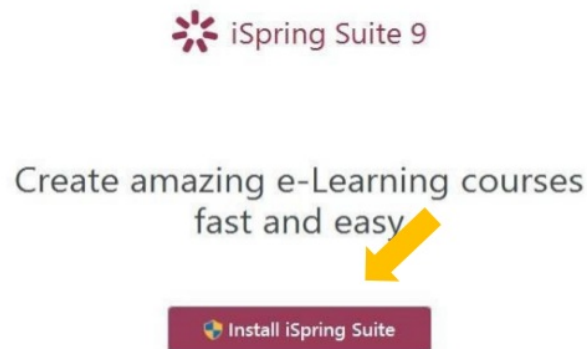 iSpring Suite 9
Create amazing e-Learning courses
fast and easy
Install iSpring Suite